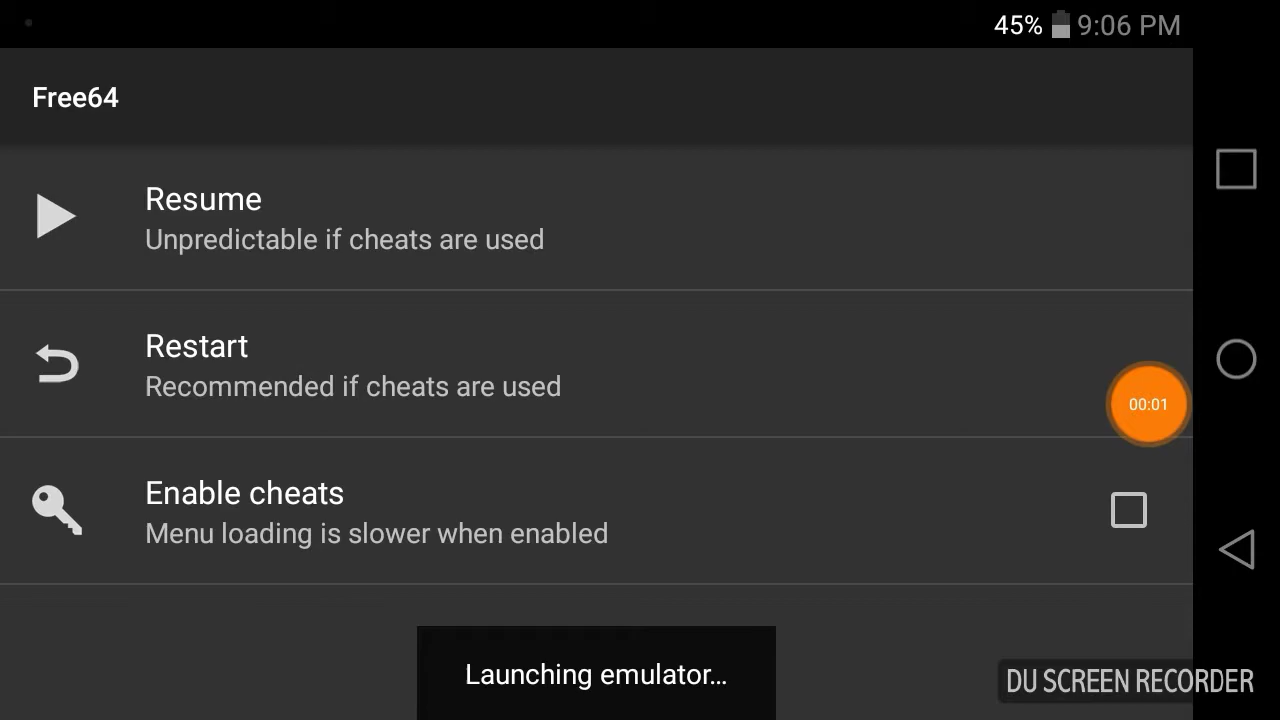 45% 9:06 PM
Free64
Resume
Unpredictable if cheats are used
Restart
Recommended if cheats are used
00:01
Enable cheats
Menu loading is slower when enabled
Launching emulator...
DU SCREEN RECORDER